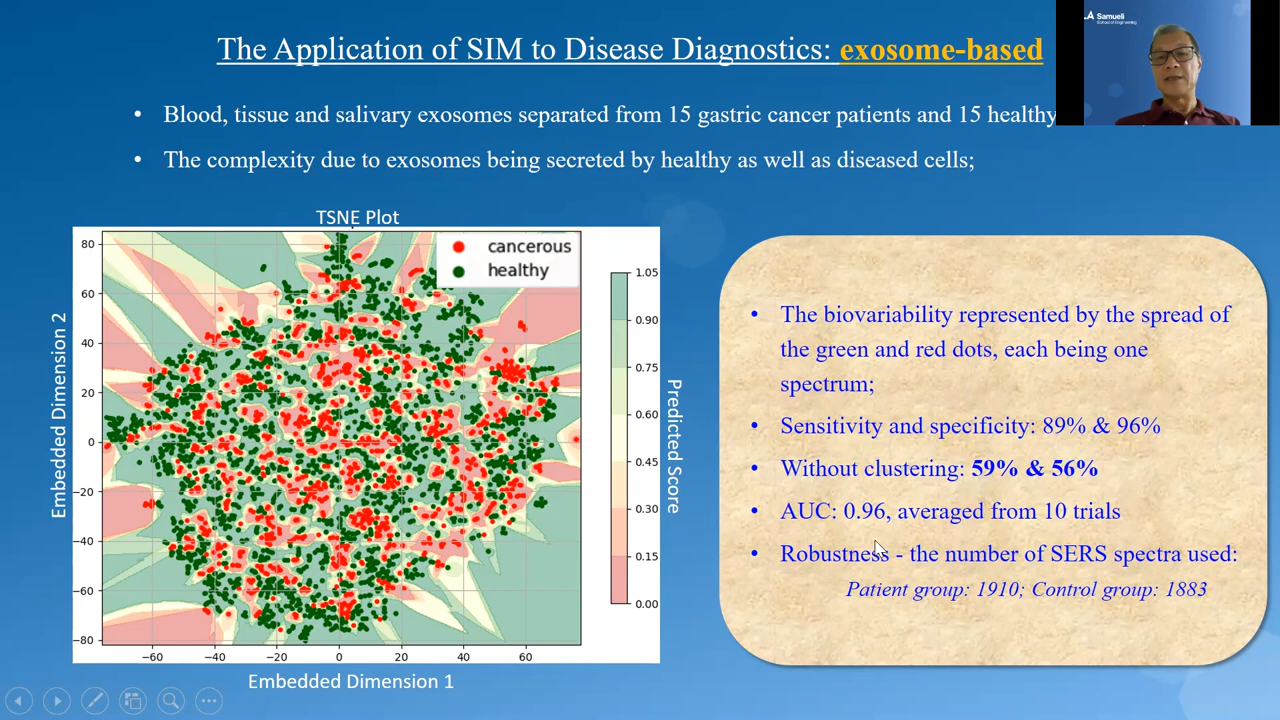 The Application of SIM to Disease Diagnostics: exosome-based
A Samueli
School of Engineering
• Blood, tissue and salivary exosomes separated from 15 gastric cancer patients and 15 healthy
• The complexity due to exosomes being secreted by healthy as well as diseased cells;
TSNE Plot
cancerous
healthy
80
60
40
20
0
−20
−40
−60
−80
−60
−40
−20
0
20
40
60
Embedded Dimension 2
Embedded Dimension 1
1.05
0.90
0.75
0.60
0.45
0.30
0.15
0.00
Predicted Score
• The biovariability represented by the spread of
the green and red dots, each being one
spectrum;
• Sensitivity and specificity: 89% & 96%
• Without clustering: 59% & 56%
• AUC: 0.96, averaged from 10 trials
• Robustness - the number of SERS spectra used:
Patient group: 1910; Control group: 1883